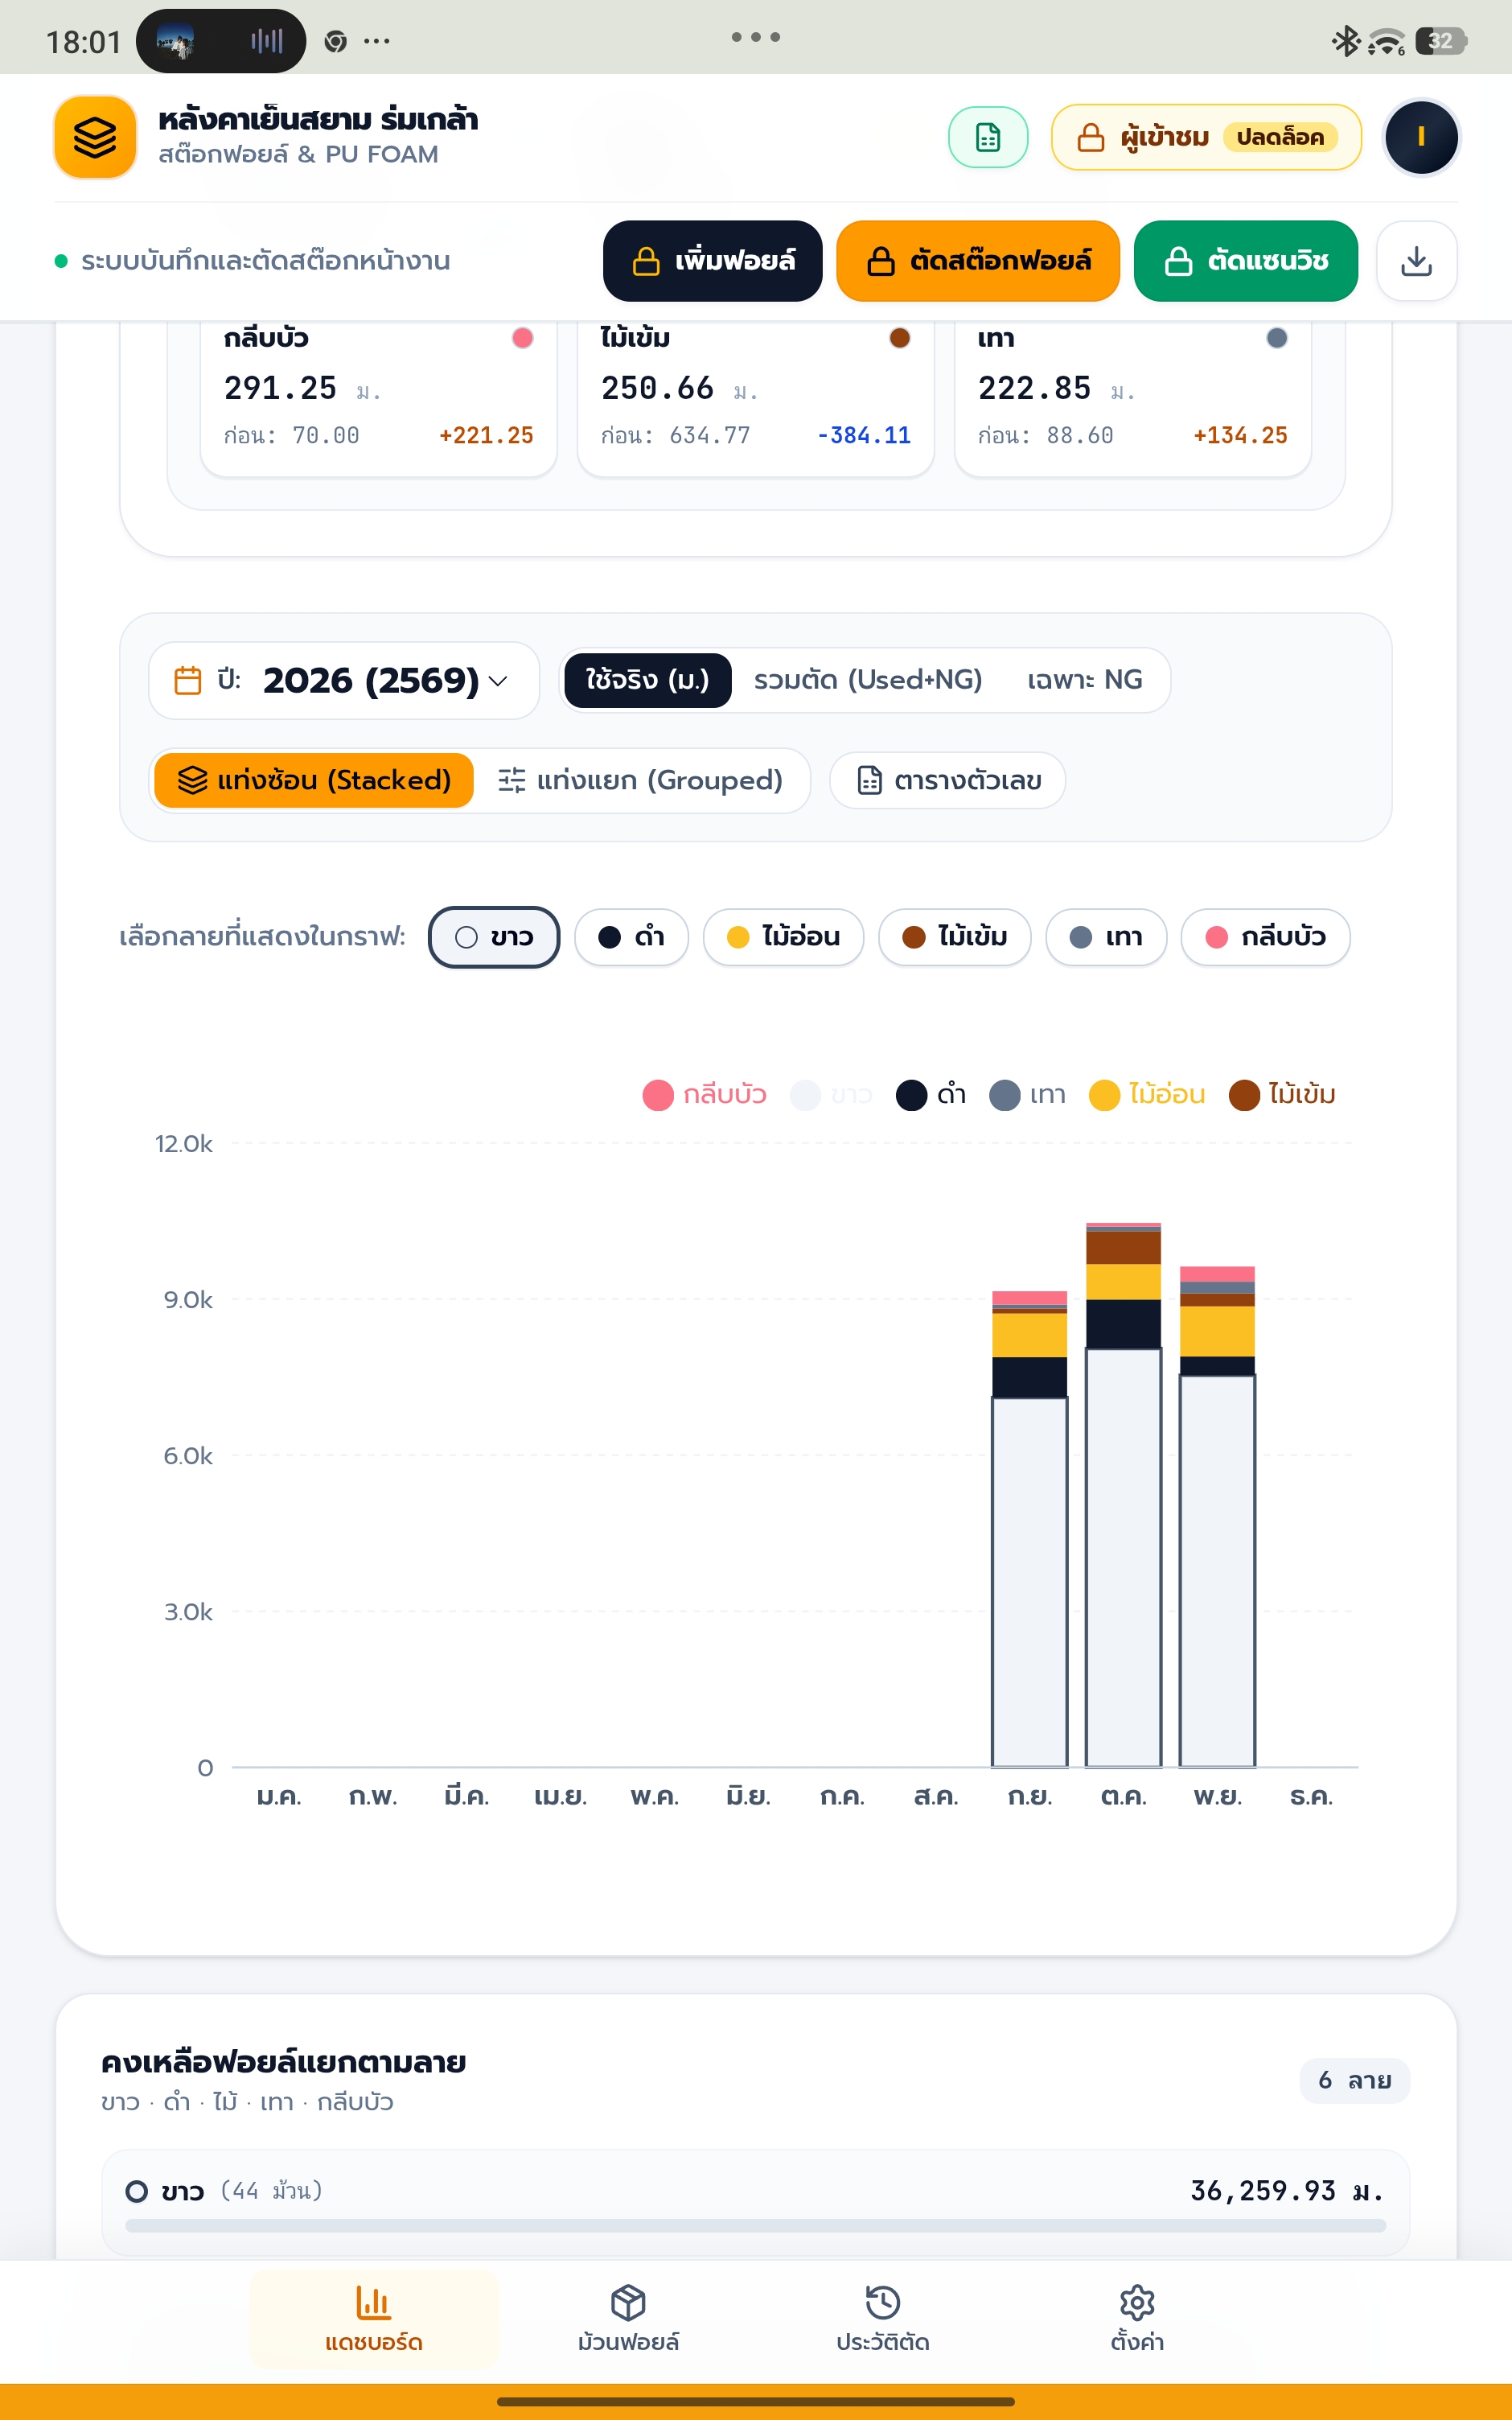 18:01
6
32
หลังคาเย็นสยาม ร่มเกล้า
สต๊อกฟอยล์ & PU FOAM
ผู้เข้าชม ปลดล็อค
I
ระบบบันทึกและตัดสต๊อกหน้างาน
เพิ่มฟอยล์ ตัดสต๊อกฟอยล์ ตัดแซนวิช
กลีบบัว ไม้เข้ม เทา
291.25 ม. 250.66 ม. 222.85 ม.
ก่อน: 70.00 +221.25 ก่อน: 634.77 -384.11 ก่อน: 88.60 +134.25
ปี: 2026 (2569) ใช้จริง (ม.) รวมตัด (Used+NG) เฉพาะ NG
แท่งซ้อน (Stacked) แท่งแยก (Grouped) ตารางตัวเลข
เลือกลายที่แสดงในกราฟ: ขาว ดำ ไม้อ่อน ไม้เข้ม เทา กลีบบัว
กลีบบัว ขาว ดำ เทา ไม้อ่อน ไม้เข้ม
12.0k
9.0k
6.0k
3.0k
0
ม.ค. ก.พ. มี.ค. เม.ย. พ.ค. มิ.ย. ก.ค. ส.ค. ก.ย. ต.ค. พ.ย. ธ.ค.
คงเหลือฟอยล์แยกตามลาย
ขาว · ดำ · ไม้ · เทา · กลีบบัว
6 ลาย
ขาว (44 ม้วน) 36,259.93 ม.
แดชบอร์ด ม้วนฟอยล์ ประวัติตัด ตั้งค่า